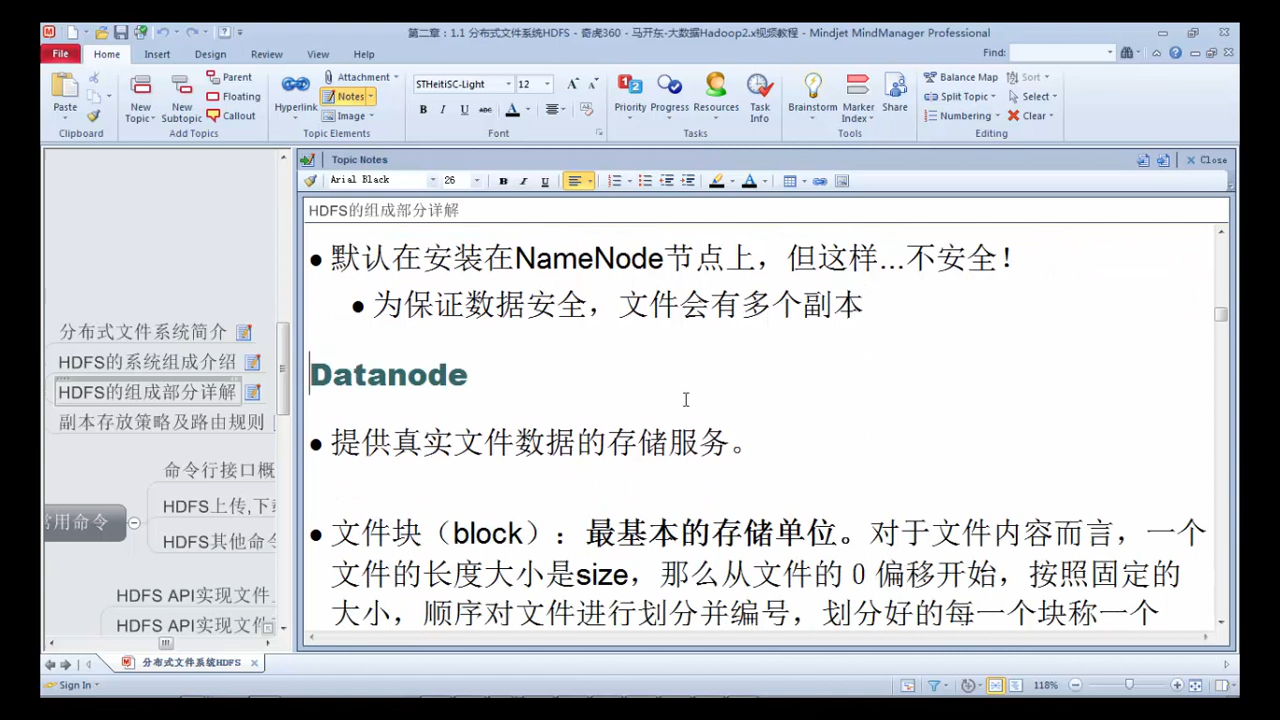 第二章：1.1 分布式文件系统HDFS - 奇虎360 - 马开东-大数据Hadoop2.x视频教程 - Mindjet MindManager Professional
File Home Insert Design Review View Help Find:
Paste
Clipboard
New Topic
New Subtopic
Parent
Floating
Callout
Add Topics
Hyperlink
Attachment
Notes
Image
Topic Elements
STHeitiSC-Light 12
B I U abc A
Font
Priority Progress Resources Task Info
Tasks
Brainstorm Marker Index Share
Tools
Balance Map Sort
Split Topic Select
Numbering Clear
Editing
Topic Notes Close
Arial Black 26 B I U A
HDFS的组成部分详解
• 默认在安装在NameNode节点上，但这样...不安全！
• 为保证数据安全，文件会有多个副本
Datanode
• 提供真实文件数据的存储服务。
• 文件块（block）：最基本的存储单位。对于文件内容而言，一个
文件的长度大小是size，那么从文件的０偏移开始，按照固定的
大小，顺序对文件进行划分并编号，划分好的每一个块称一个
分布式文件系统简介
HDFS的系统组成介绍
HDFS的组成部分详解
副本存放策略及路由规则
命令行接口概
常用命令
HDFS上传,下
HDFS其他命令
HDFS API实现文件
HDFS API实现文件
分布式文件系统HDFS
Sign In 118%